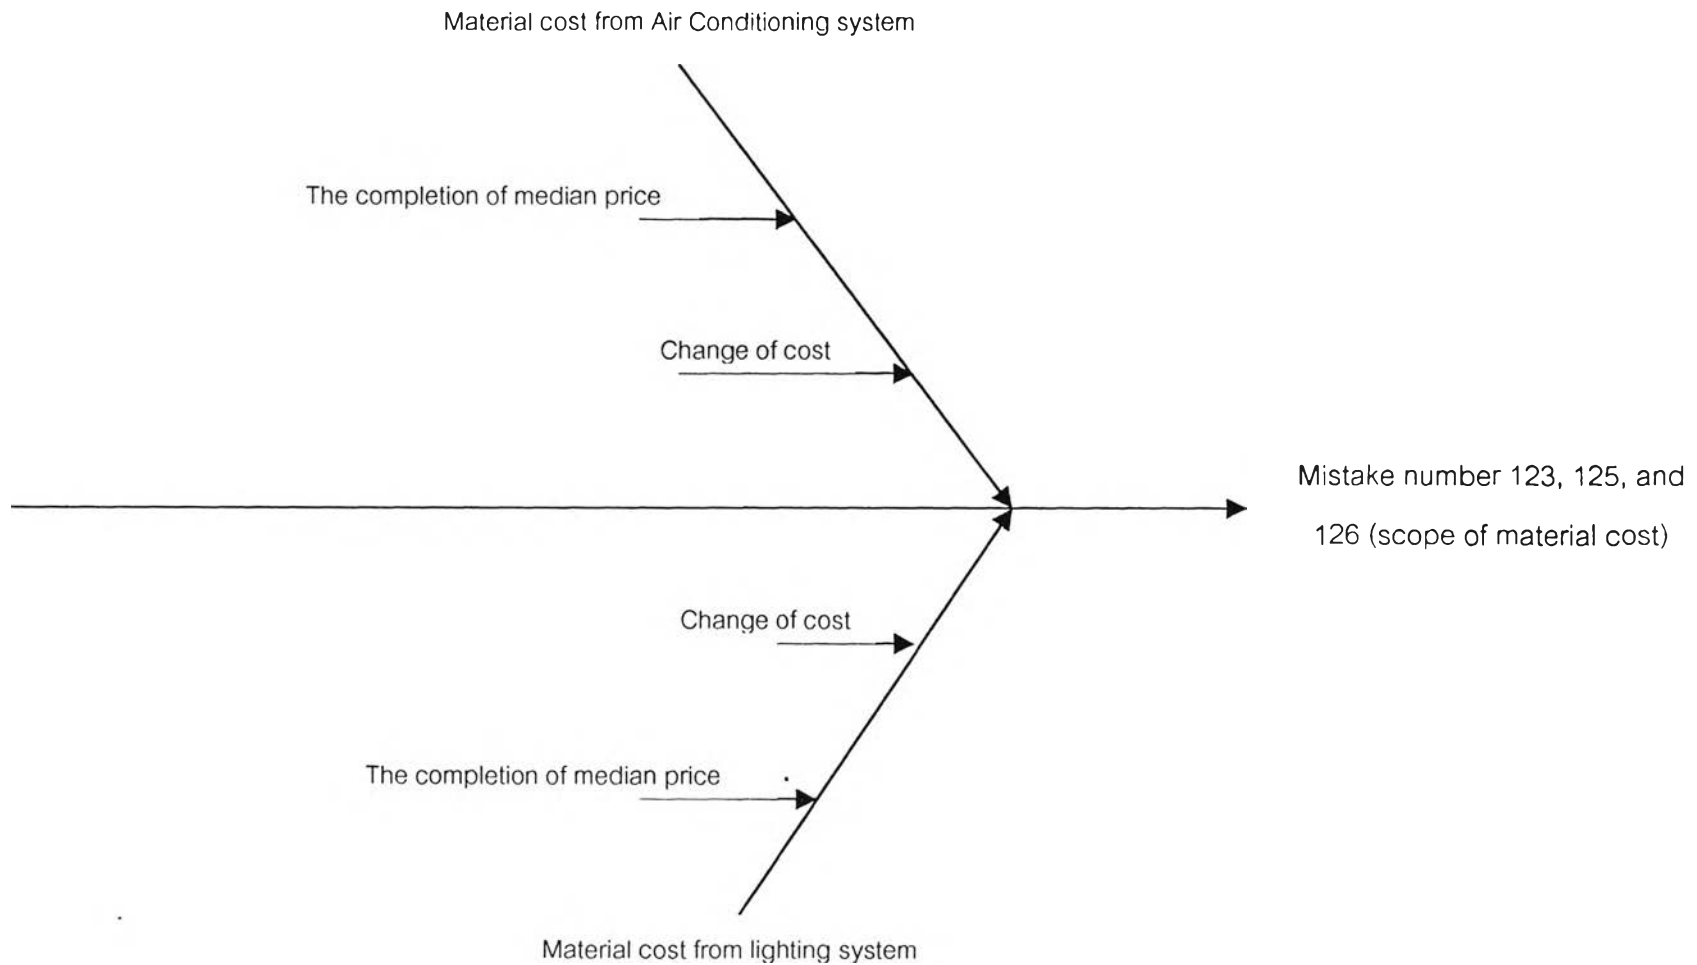 Material cost from Air Conditioning system
The completion of median price
Change of cost
Mistake number 123, 125, and
126 (scope of material cost)
Change of cost
The completion of median price
Material cost from lighting system